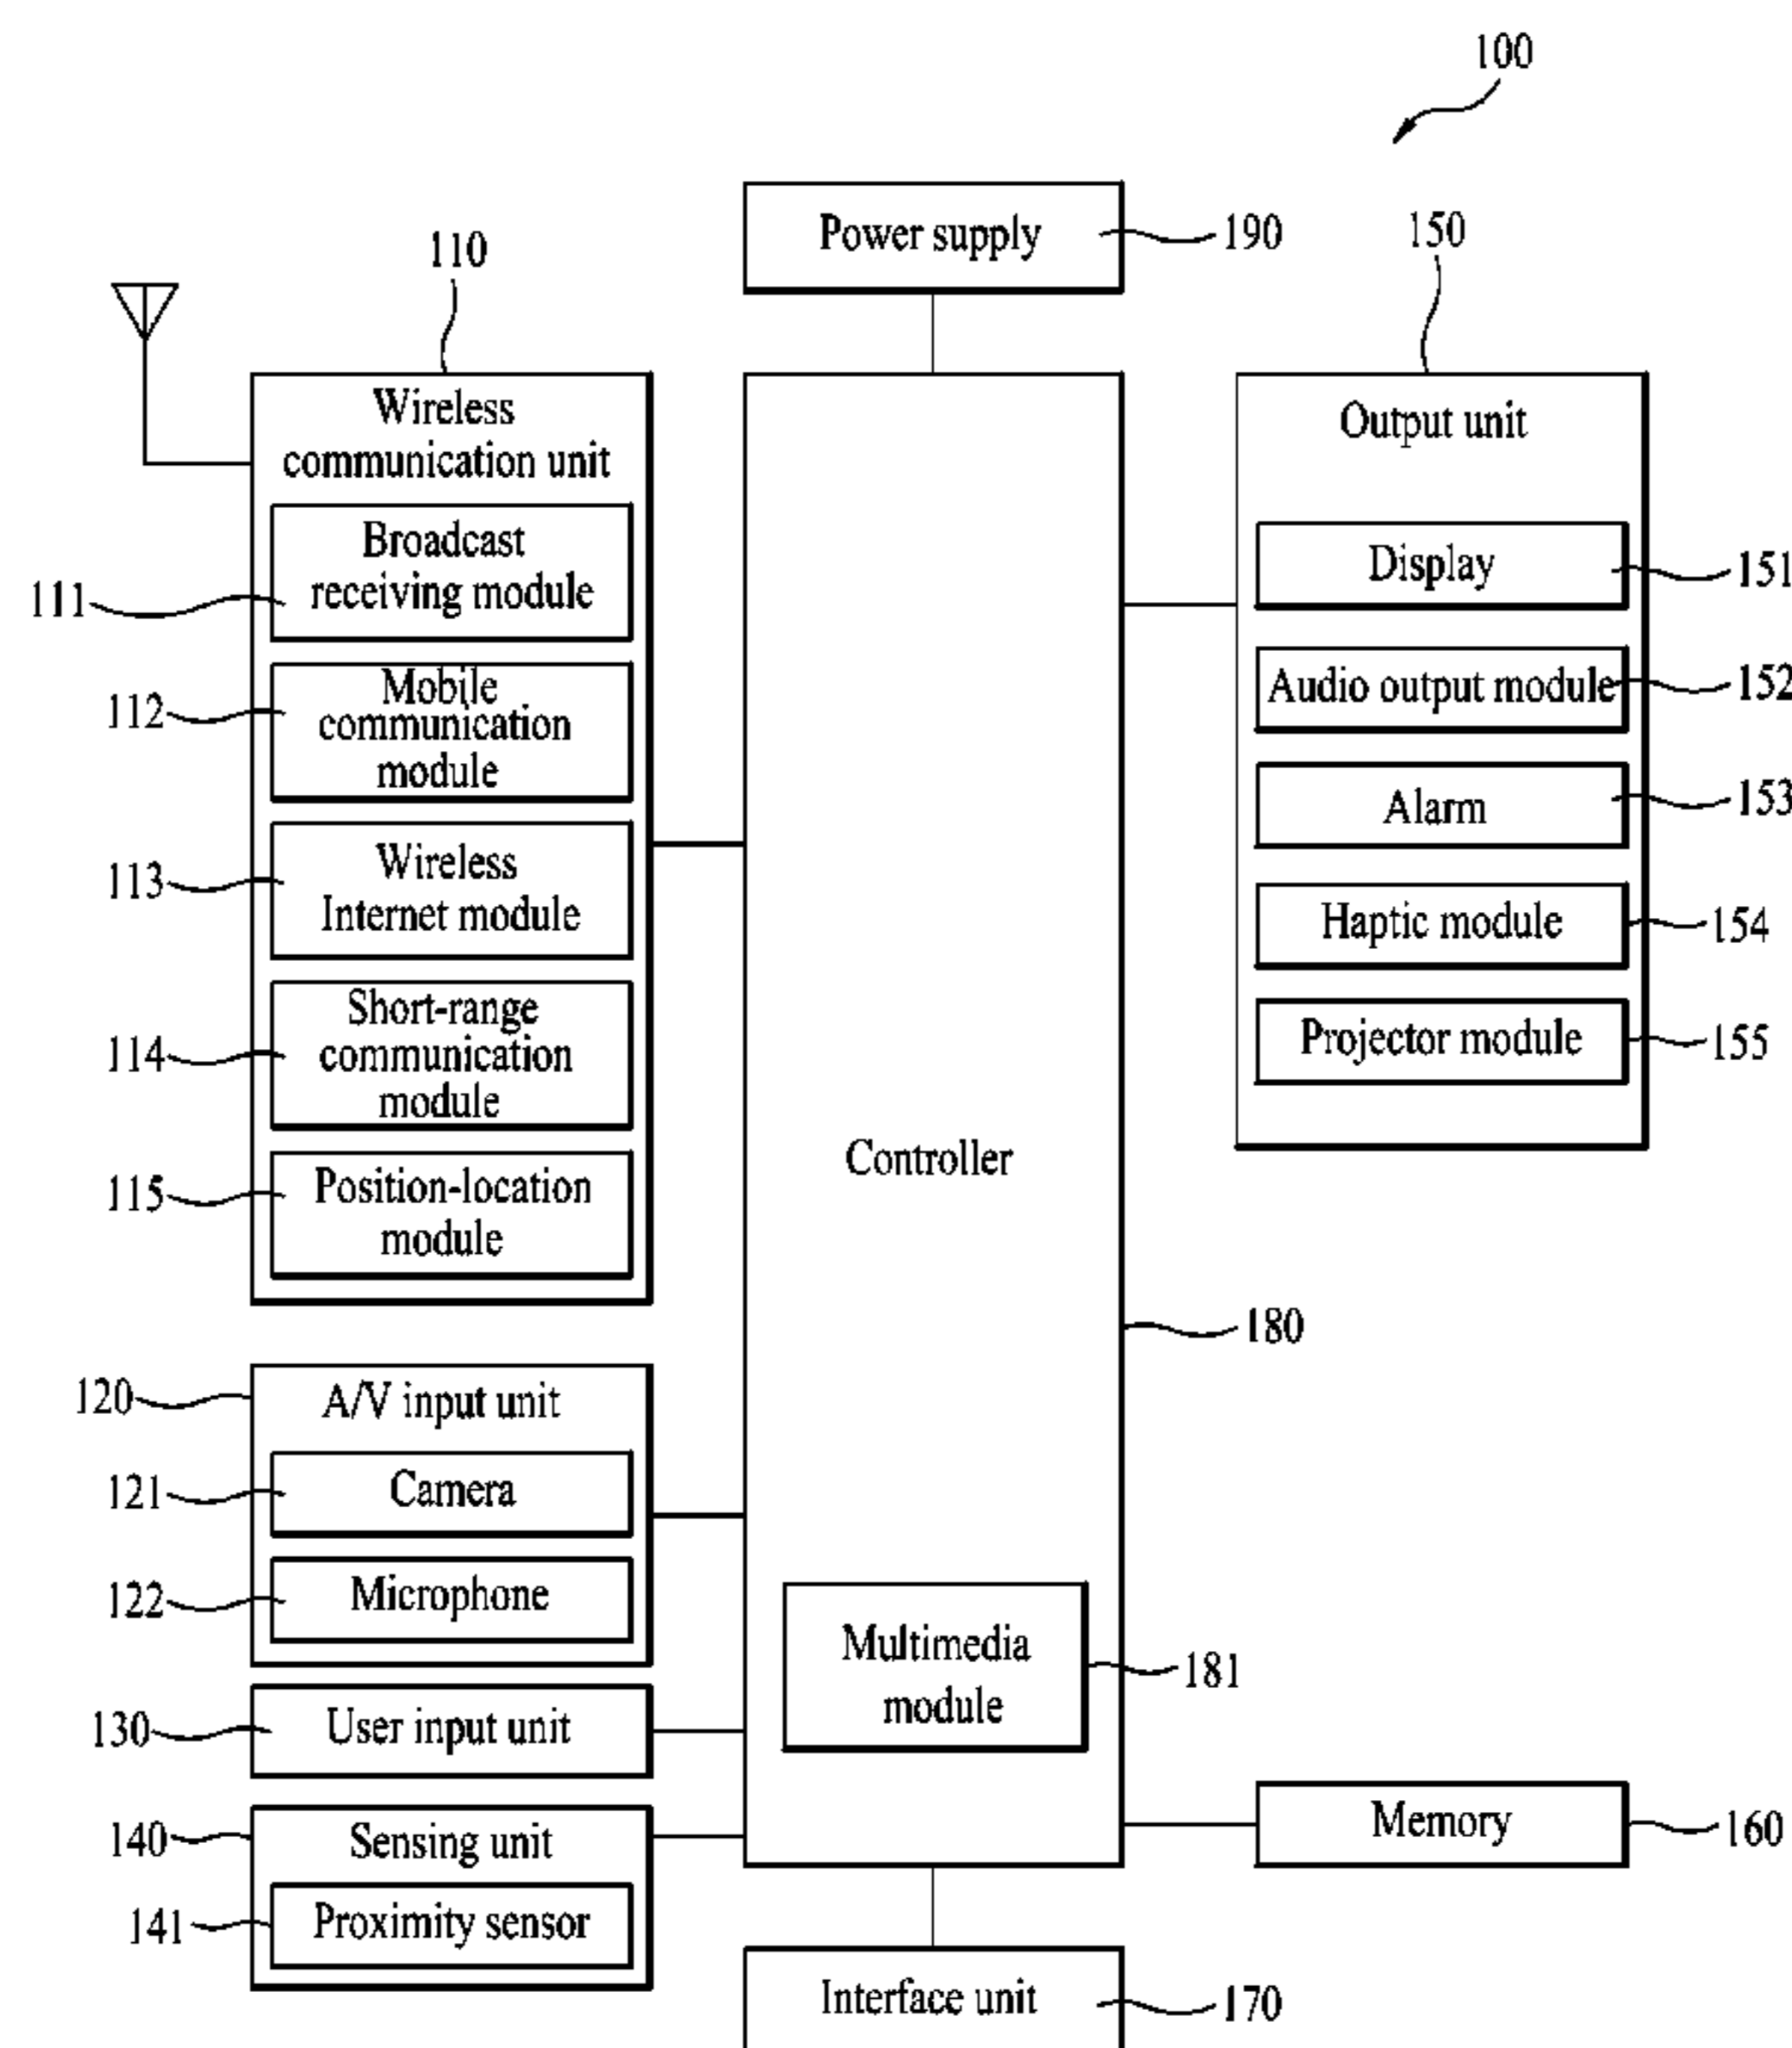 100
Power supply
190
110
150
Wireless
communication unit
Broadcast
receiving module
111
Mobile
communication
module
112
Wireless
Internet module
113
Short-range
communication
module
114
Position-location
module
115
Output unit
Display
151
Audio output module
152
Alarm
153
Haptic module
154
Projector module
155
Controller
180
120
A/V input unit
121
Camera
122
Microphone
Multimedia
module
181
130
User input unit
140
Sensing unit
141
Proximity sensor
Memory
160
Interface unit
170